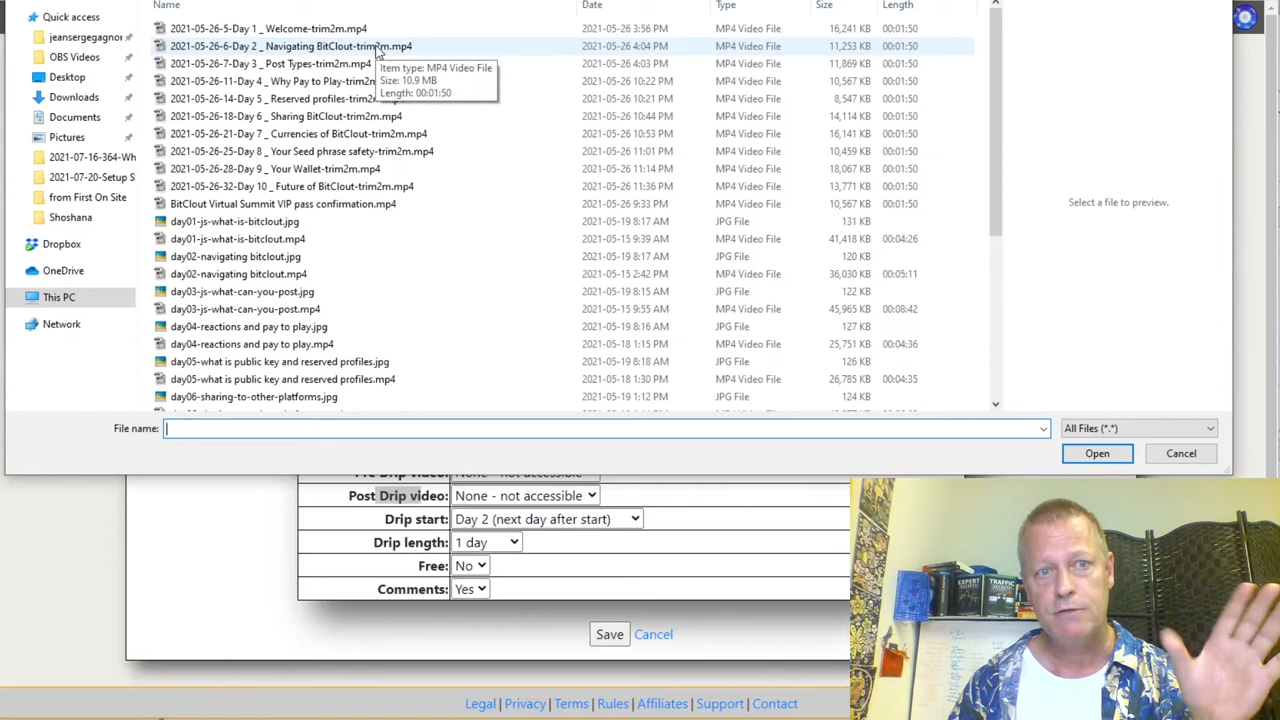 Name Date Type Size Length
Quick access
jeansergegagnor
OBS Videos
Desktop
Downloads
Documents
Pictures
2021-07-16-364-Wh
2021-07-20-Setup S
from First On Site
Shoshana
Dropbox
OneDrive
This PC
Network
2021-05-26-5-Day 1 _ Welcome-trim2m.mp4 2021-05-26 3:56 PM MP4 Video File 16,241 KB 00:01:50
2021-05-26-6-Day 2 _ Navigating BitClout-trim2m.mp4 2021-05-26 4:04 PM MP4 Video File 11,253 KB 00:01:50
2021-05-26-7-Day 3 _ Post Types-trim2m.mp4 2021-05-26 4:03 PM MP4 Video File 12,967 KB 00:01:50
2021-05-26-11-Day 4 _ Why Pay to Play-trim2m 2021-05-26 10:22 PM MP4 Video File 10,567 KB 00:01:50
2021-05-26-14-Day 5 _ Reserved profiles-trim2m.mp4 2021-05-26 10:21 PM MP4 Video File 8,547 KB 00:01:50
2021-05-26-18-Day 6 _ Sharing BitClout-trim2m.mp4 2021-05-26 10:44 PM MP4 Video File 14,114 KB 00:01:50
2021-05-26-21-Day 7 _ Currencies of BitClout-trim2m.mp4 2021-05-26 10:53 PM MP4 Video File 16,141 KB 00:01:50
2021-05-26-25-Day 8 _ Your Seed phrase safety-trim2m.mp4 2021-05-26 11:01 PM MP4 Video File 10,459 KB 00:01:50
2021-05-26-28-Day 9 _ Your Wallet-trim2m.mp4 2021-05-26 11:14 PM MP4 Video File 18,067 KB 00:01:50
2021-05-26-32-Day 10 _ Future of BitClout-trim2m.mp4 2021-05-26 11:36 PM MP4 Video File 13,771 KB 00:01:50
BitClout Virtual Summit VIP pass confirmation.mp4 2021-05-26 9:33 PM MP4 Video File 10,567 KB 00:01:50
day01-js-what-is-bitclout.jpg 2021-05-19 8:17 AM JPG File 131 KB
day01-js-what-is-bitclout.mp4 2021-05-15 9:39 AM MP4 Video File 41,418 KB 00:04:26
day02-navigating bitclout.jpg 2021-05-19 8:17 AM JPG File 120 KB
day02-navigating bitclout.mp4 2021-05-15 2:42 PM MP4 Video File 36,030 KB 00:05:11
day03-js-what-can-you-post.jpg 2021-05-19 8:17 AM JPG File 122 KB
day03-js-what-can-you-post.mp4 2021-05-15 9:55 AM MP4 Video File 45,965 KB 00:08:42
day04-reactions and pay to play.jpg 2021-05-19 8:18 AM JPG File 127 KB
day04-reactions and pay to play.mp4 2021-05-18 1:15 PM MP4 Video File 25,751 KB 00:04:36
day05-what is public key and reserved profiles.jpg 2021-05-19 8:18 AM JPG File 126 KB
day05-what is public key and reserved profiles.mp4 2021-05-18 1:30 PM MP4 Video File 26,785 KB 00:04:35
day06-sharing-to-other-platforms.jpg 2021-05-19 1:12 PM JPG File 124 KB
Item type: MP4 Video File
Size: 10.9 MB
Length: 00:01:50
Select a file to preview.
File name: All Files (*.*)
Open Cancel
Post Drip video: None - not accessible
Drip start: Day 2 (next day after start)
Drip length: 1 day
Free: No
Comments: Yes
Save Cancel
EXPERT SECRETS TRAFFIC SECRETS
Legal | Privacy | Terms | Rules | Affiliates | Support | Contact